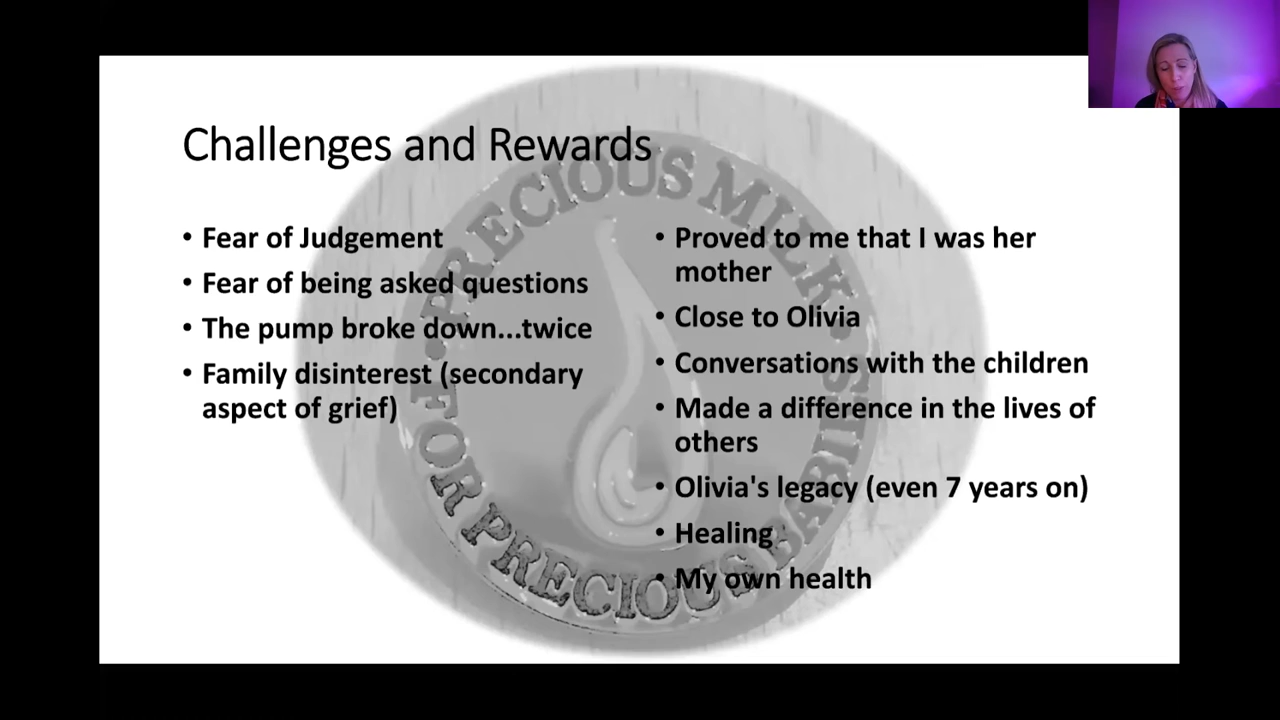 Challenges and Rewards
• Fear of Judgement
• Fear of being asked questions
• The pump broke down...twice
• Family disinterest (secondary
aspect of grief)
• Proved to me that I was her
mother
• Close to Olivia
• Conversations with the children
• Made a difference in the lives of
others
• Olivia's legacy (even 7 years on)
• Healing
• My own health
PRECIOUS MILK
FOR PRECIOUS BABIES